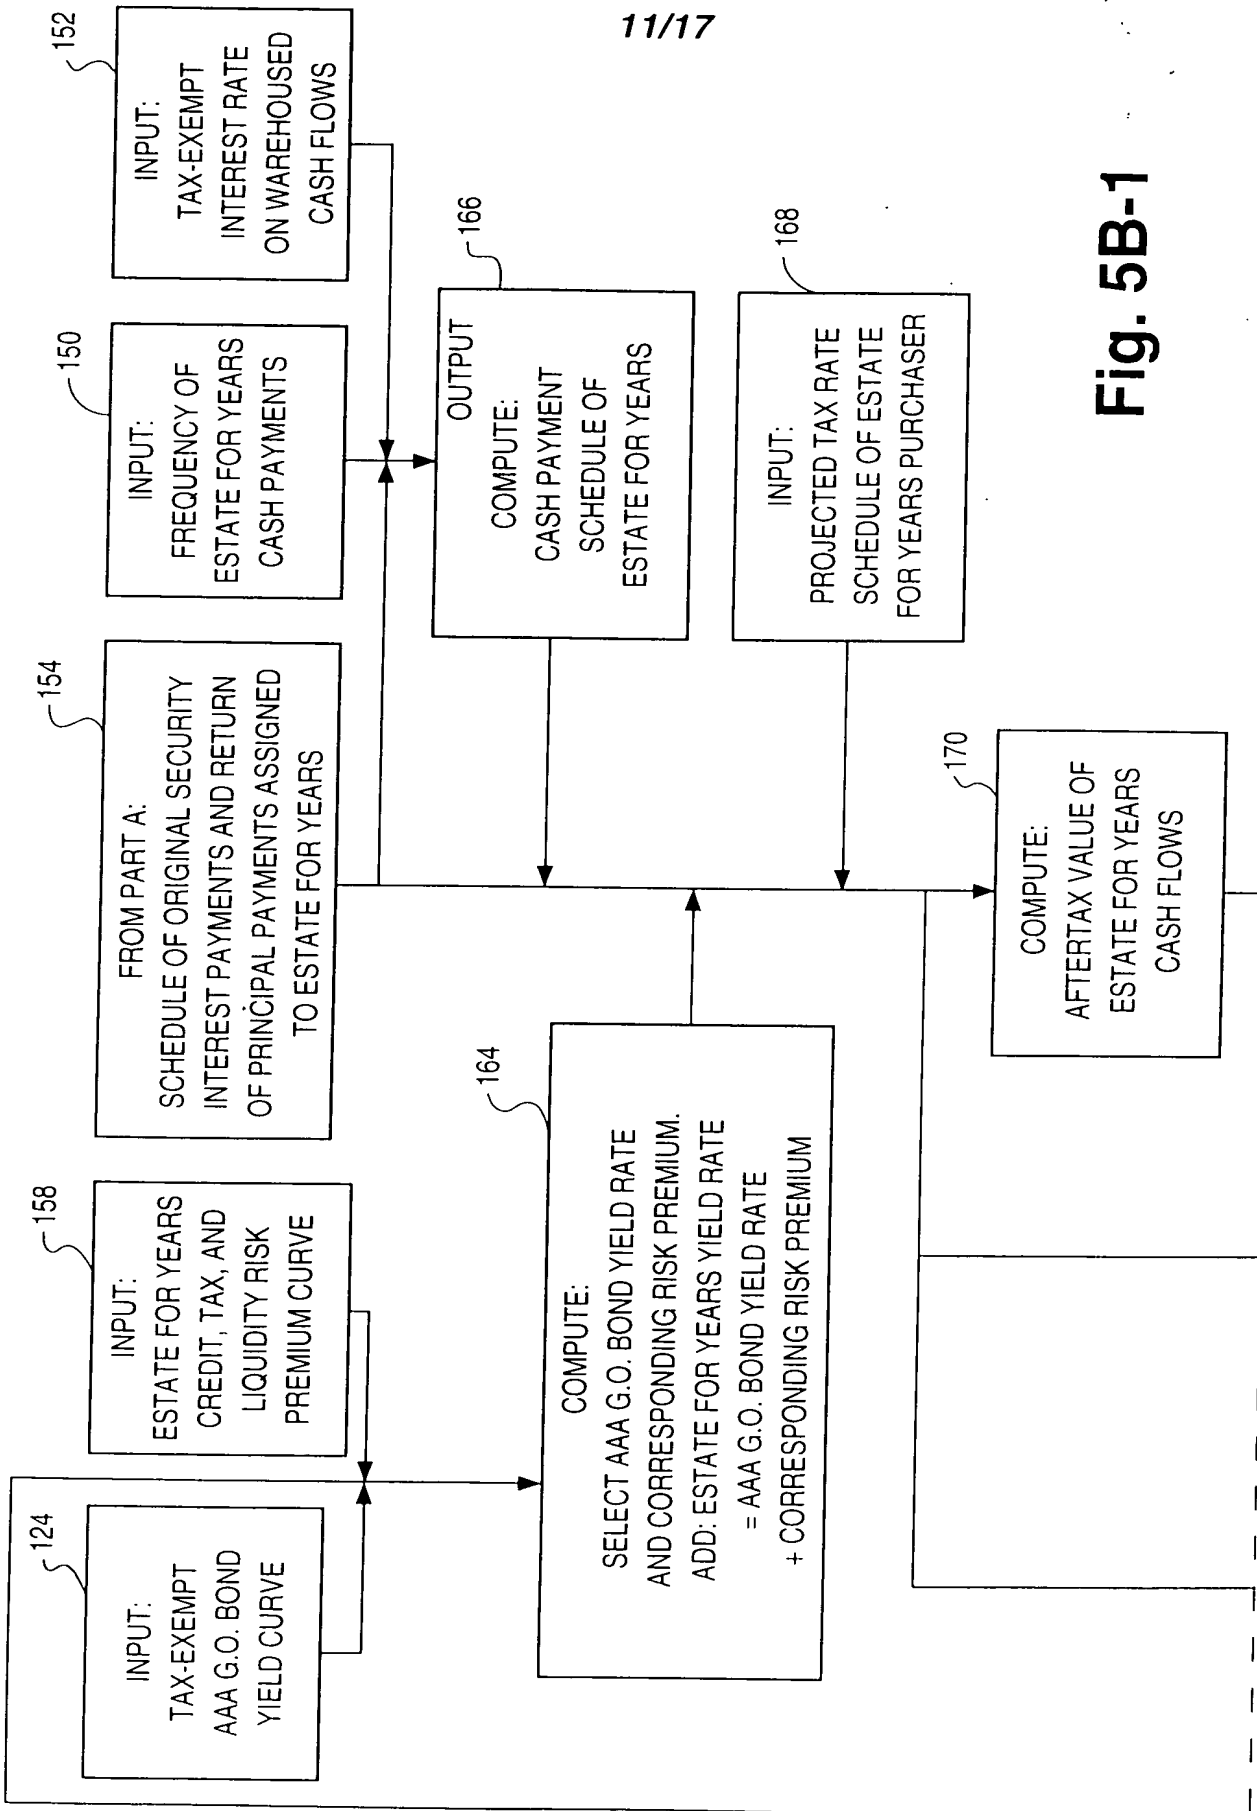 11/17
152
INPUT:
TAX-EXEMPT
INTEREST RATE
ON WAREHOUSED
CASH FLOWS
150
INPUT:
FREQUENCY OF
ESTATE FOR YEARS
CASH PAYMENTS
154
FROM PART A:
SCHEDULE OF ORIGINAL SECURITY
INTEREST PAYMENTS AND RETURN
OF PRINCIPAL PAYMENTS ASSIGNED
TO ESTATE FOR YEARS
158
INPUT:
ESTATE FOR YEARS
CREDIT, TAX, AND
LIQUIDITY RISK
PREMIUM CURVE
124
INPUT:
TAX-EXEMPT
AAA G.O. BOND
YIELD CURVE
166
OUTPUT
COMPUTE:
CASH PAYMENT
SCHEDULE OF
ESTATE FOR YEARS
168
INPUT:
PROJECTED TAX RATE
SCHEDULE OF ESTATE
FOR YEARS PURCHASER
164
COMPUTE:
SELECT AAA G.O. BOND YIELD RATE
AND CORRESPONDING RISK PREMIUM.
ADD: ESTATE FOR YEARS YIELD RATE
= AAA G.O. BOND YIELD RATE
+ CORRESPONDING RISK PREMIUM
170
COMPUTE:
AFTERTAX VALUE OF
ESTATE FOR YEARS
CASH FLOWS
Fig. 5B-1